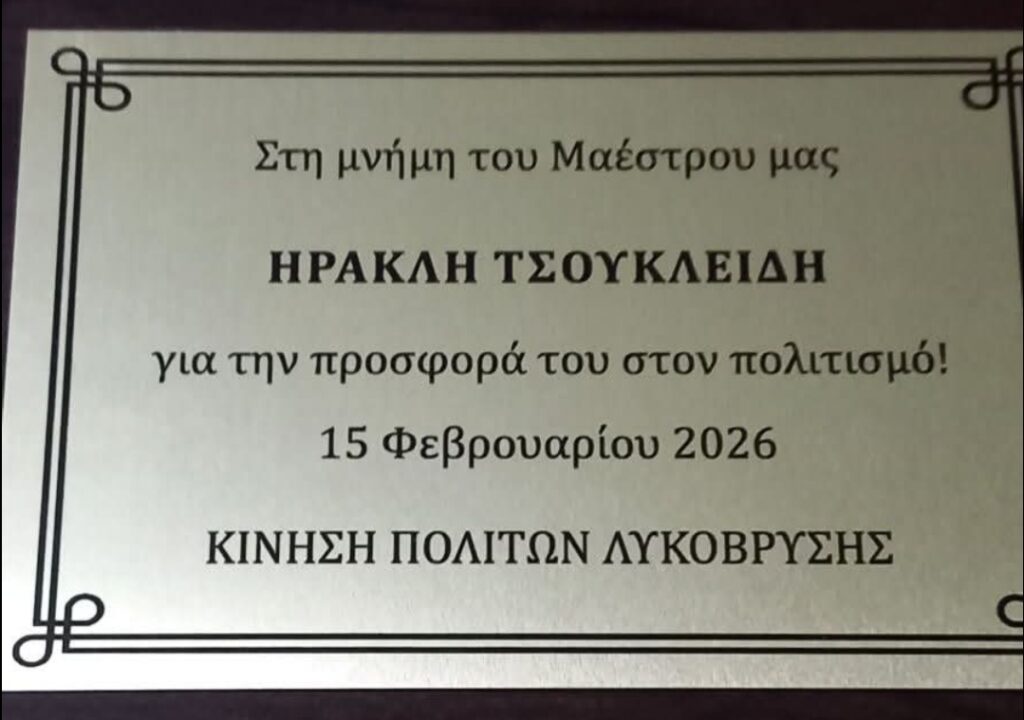 Στη μνήμη του Μαέστρου μας
ΗΡΑΚΛΗ ΤΣΟΥΚΛΕΙΔΗ
για την προσφορά του στον πολιτισμό!
15 Φεβρουαρίου 2026
ΚΙΝΗΣΗ ΠΟΛΙΤΩΝ ΛΥΚΟΒΡΥΣΗΣ